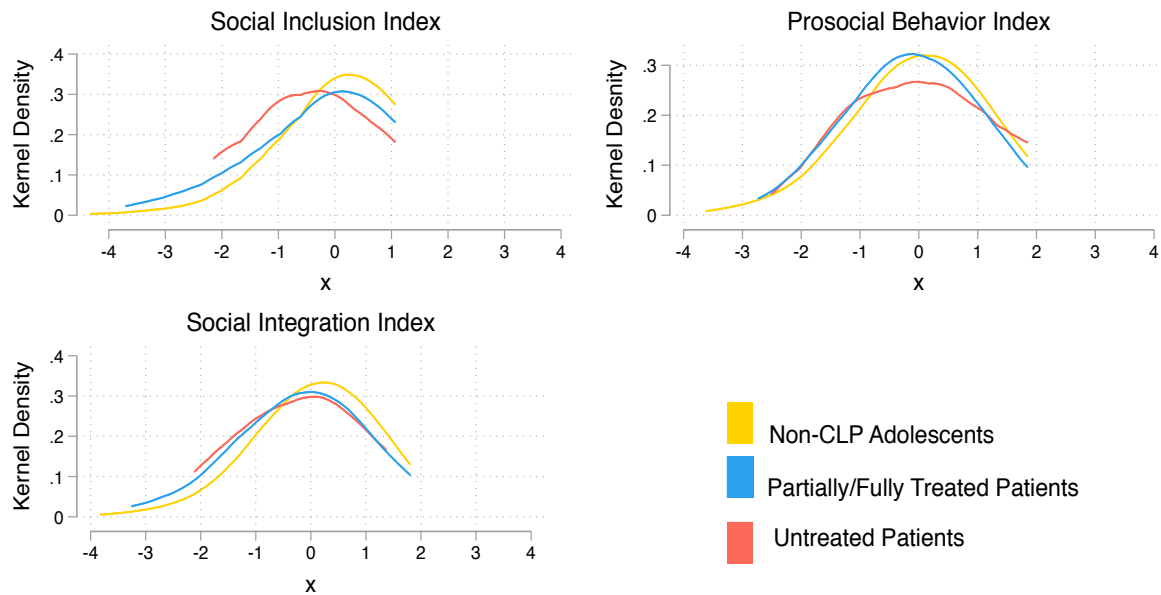 Social Inclusion Index
Kernel Density
.4
.3
.2
.1
0
-4 -3 -2 -1 0 1 2 3 4
x
Prosocial Behavior Index
Kernel Desnity
.3
.2
.1
0
-4 -3 -2 -1 0 1 2 3 4
x
Social Integration Index
Kernel Density
.4
.3
.2
.1
0
-4 -3 -2 -1 0 1 2 3 4
x
Non-CLP Adolescents
Partially/Fully Treated Patients
Untreated Patients